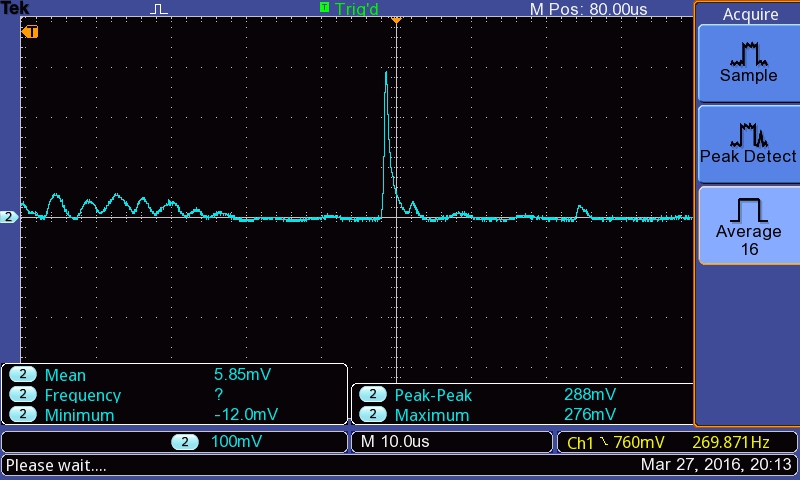 Tek
T Trig'd
M Pos: 80.00us
Acquire
T
Sample
Peak Detect
2
Average
16
2 Mean 5.85mV
2 Frequency ?
2 Minimum -12.0mV
2 Peak-Peak 288mV
2 Maximum 276mV
2 100mV
M 10.0us
Ch1 760mV 269.871Hz
Please wait....
Mar 27, 2016, 20:13